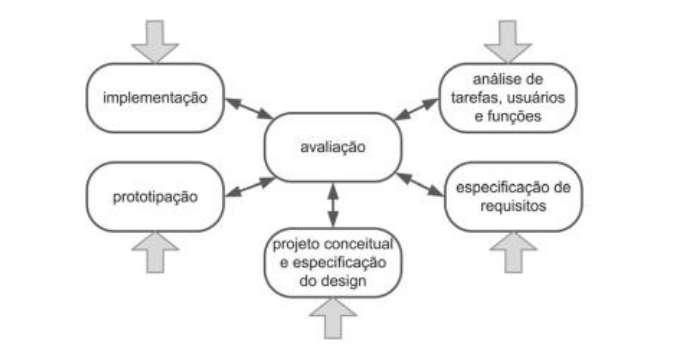 implementação
análise de
tarefas, usuários
e funções
avaliação
prototipação
especificação de
requisitos
projeto conceitual
e especificação
do design